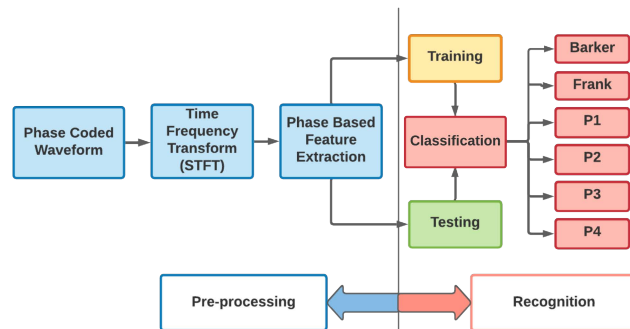 Phase Coded
Waveform
Time
Frequency
Transform
(STFT)
Phase Based
Feature
Extraction
Training
Classification
Testing
Barker
Frank
P1
P2
P3
P4
Pre-processing
Recognition